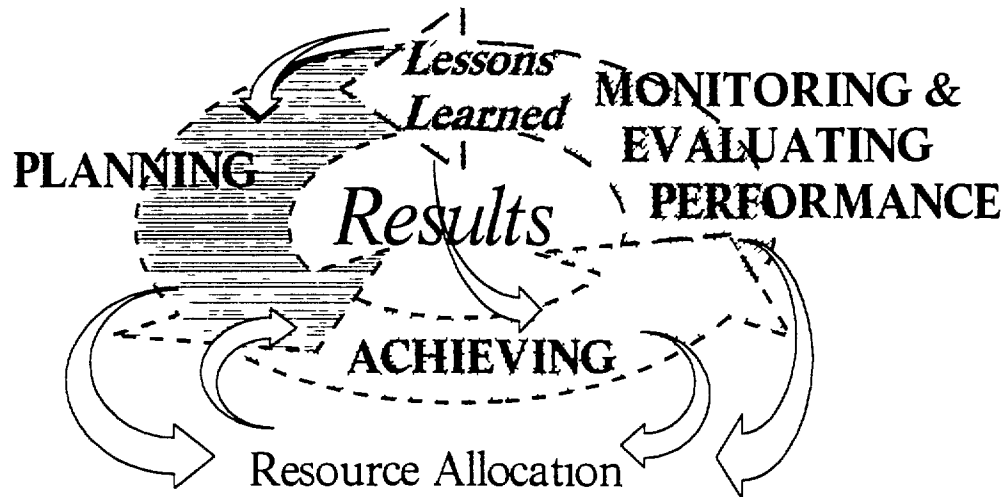 Lessons
Learned
MONITORING &
EVALUATING
PERFORMANCE
PLANNING
Results
ACHIEVING
Resource Allocation